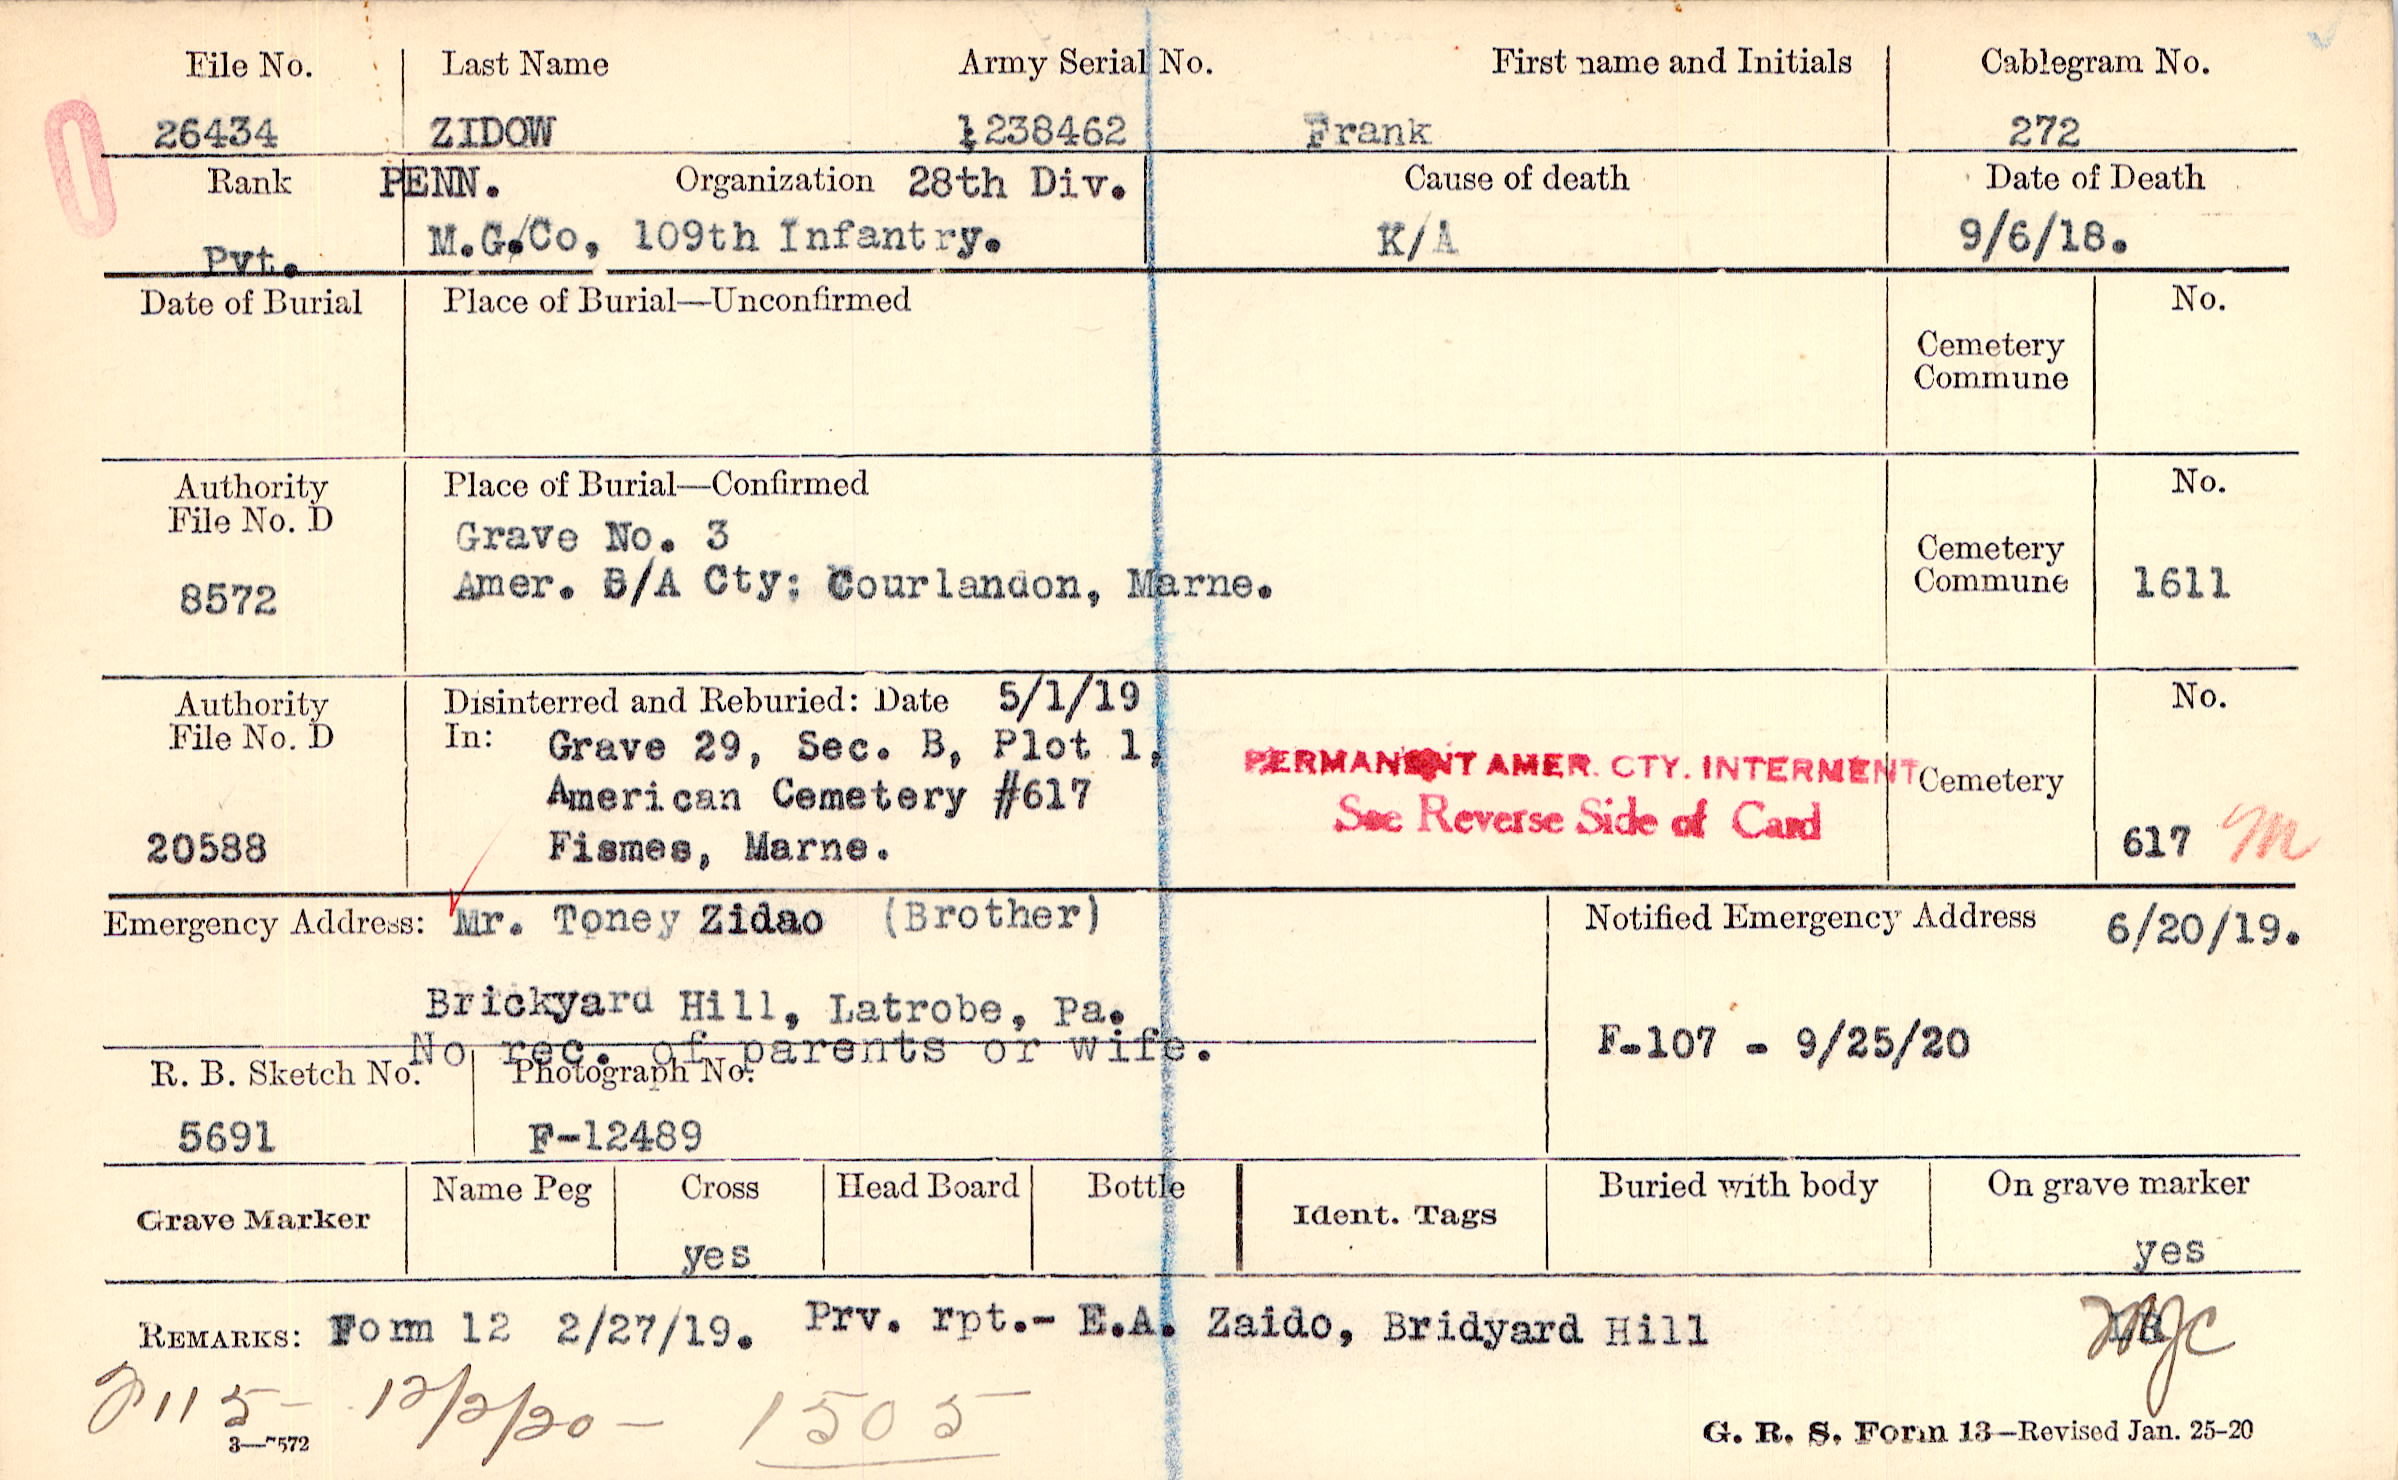 File No. Last Name Army Serial No. First name and Initials Cablegram No.
26434 ZIDOW 1238462 Frank 272
Rank PENN. Organization 28th Div. Cause of death Date of Death
Pvt. M.G.Co, 109th Infantry. K/A 9/6/18.
Date of Burial Place of Burial—Unconfirmed No.
Cemetery
Commune
Authority Place of Burial—Confirmed No.
File No. D
Grave No. 3
Cemetery
8572 Amer. B/A Cty: Courlandon, Marne. Commune 1611
Authority Disinterred and Reburied: Date 5/1/19 No.
File No. D In: Grave 29, Sec. B, Plot 1,
PERMANENT AMER. CTY. INTERMENT Cemetery
American Cemetery #617
See Reverse Side of Card
20588 Fismes, Marne. 617 M
Emergency Address: Mr. Toney Zidao (Brother) Notified Emergency Address 6/20/19.
Brickyard Hill, Latrobe, Pa.
No rec. of parents or wife. F-107 - 9/25/20
R. B. Sketch No. Photograph No.
5691 F-12489
Name Peg Cross Head Board Bottle Buried with body On grave marker
Grave Marker Ident. Tags
yes yes
REMARKS: Form 12 2/27/19. Prv. rpt.- E.A. Zaido, Bridyard Hill
115- 12/2/20 - 1505
3—7572
G. R. S. Form 13—Revised Jan. 25-20